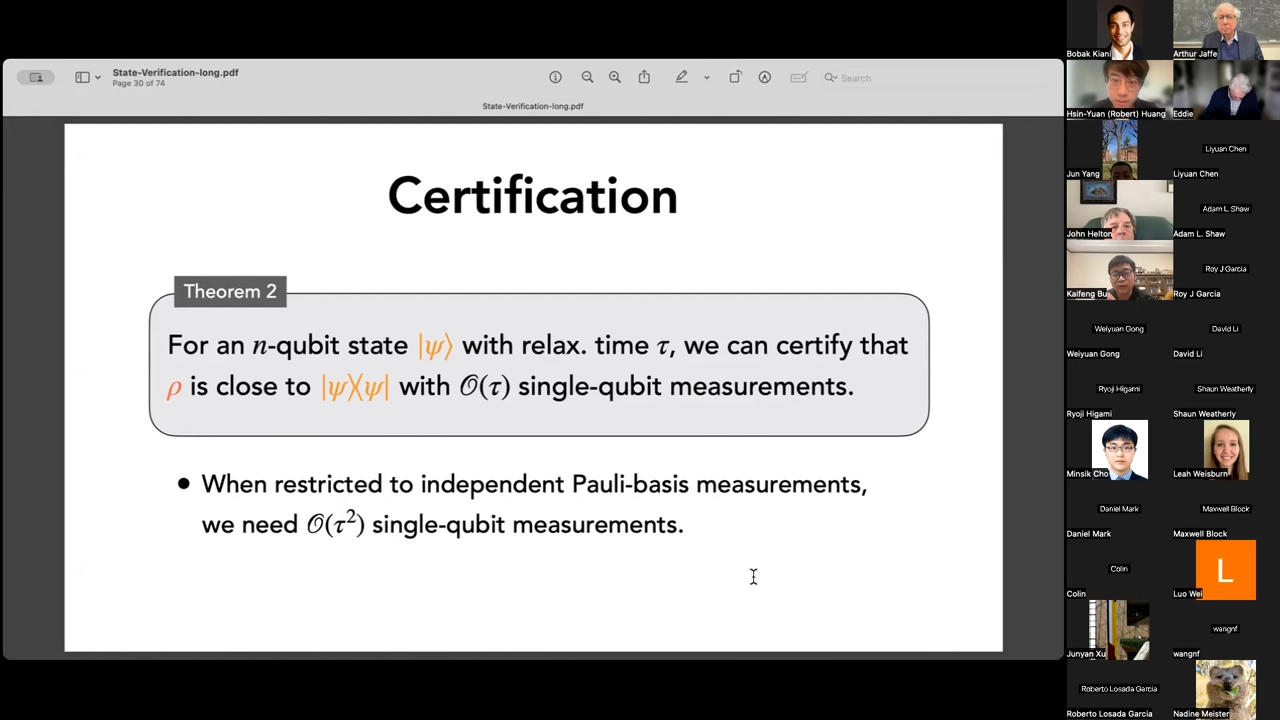 State-Verification-long.pdf
Page 30 of 74
Search
State-Verification-long.pdf
Certification
Theorem 2
For an n-qubit state |ψ⟩ with relax. time τ, we can certify that
ρ is close to |ψ⟩⟨ψ| with 𝒪(τ) single-qubit measurements.
● When restricted to independent Pauli-basis measurements,
we need 𝒪(τ²) single-qubit measurements.
Bobak Kiani
Arthur Jaffe
Hsin-Yuan (Robert) Huang
Eddie
Jun Yang
Liyuan Chen
Liyuan Chen
John Helton
Adam L. Shaw
Adam L. Shaw
Kaifeng Bu
Roy J Garcia
Roy J Garcia
Weiyuan Gong
Weiyuan Gong
David Li
David Li
Ryoji Higami
Ryoji Higami
Shaun Weatherly
Shaun Weatherly
Minsik Cho
Leah Weisburn
Daniel Mark
Daniel Mark
Maxwell Block
Maxwell Block
Colin
Colin
L
Luo Wei
Junyan Xu
wangnf
wangnf
Roberto Losada Garcia
Roberto Losada Garcia
Nadine Meister